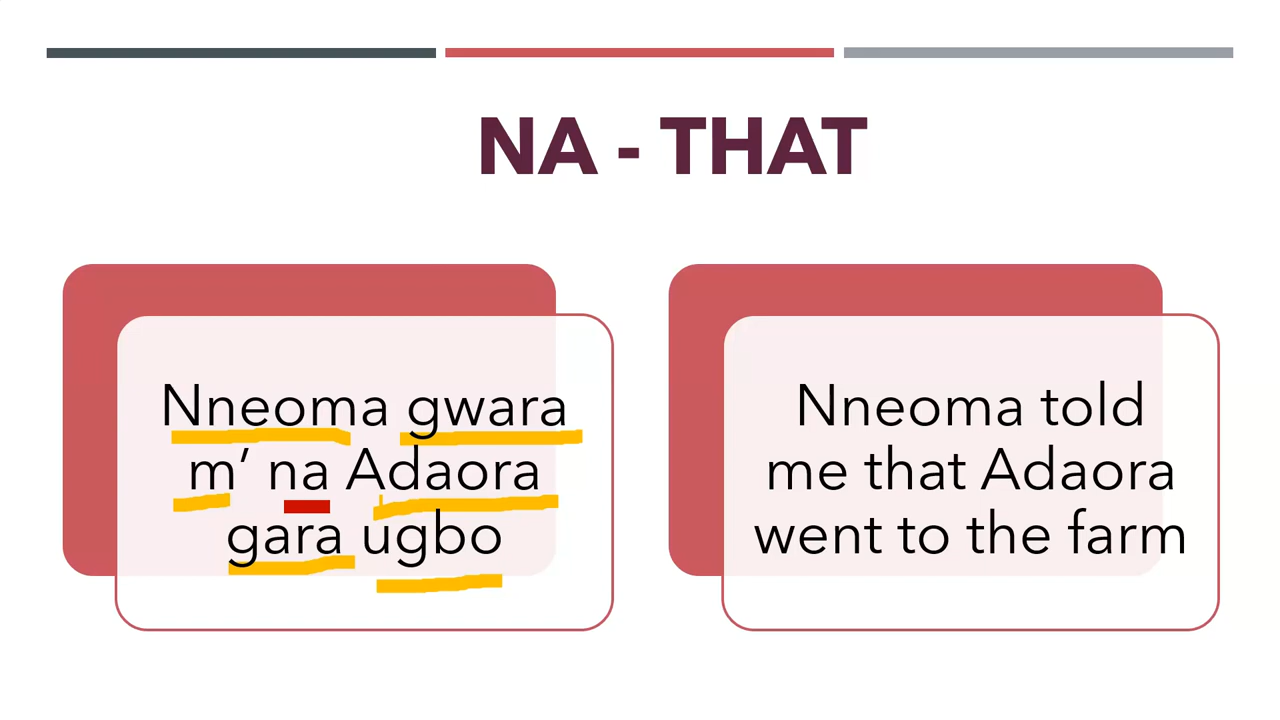 NA - THAT
Nneoma gwara
m’ na Adaora
gara ugbo
Nneoma told
me that Adaora
went to the farm